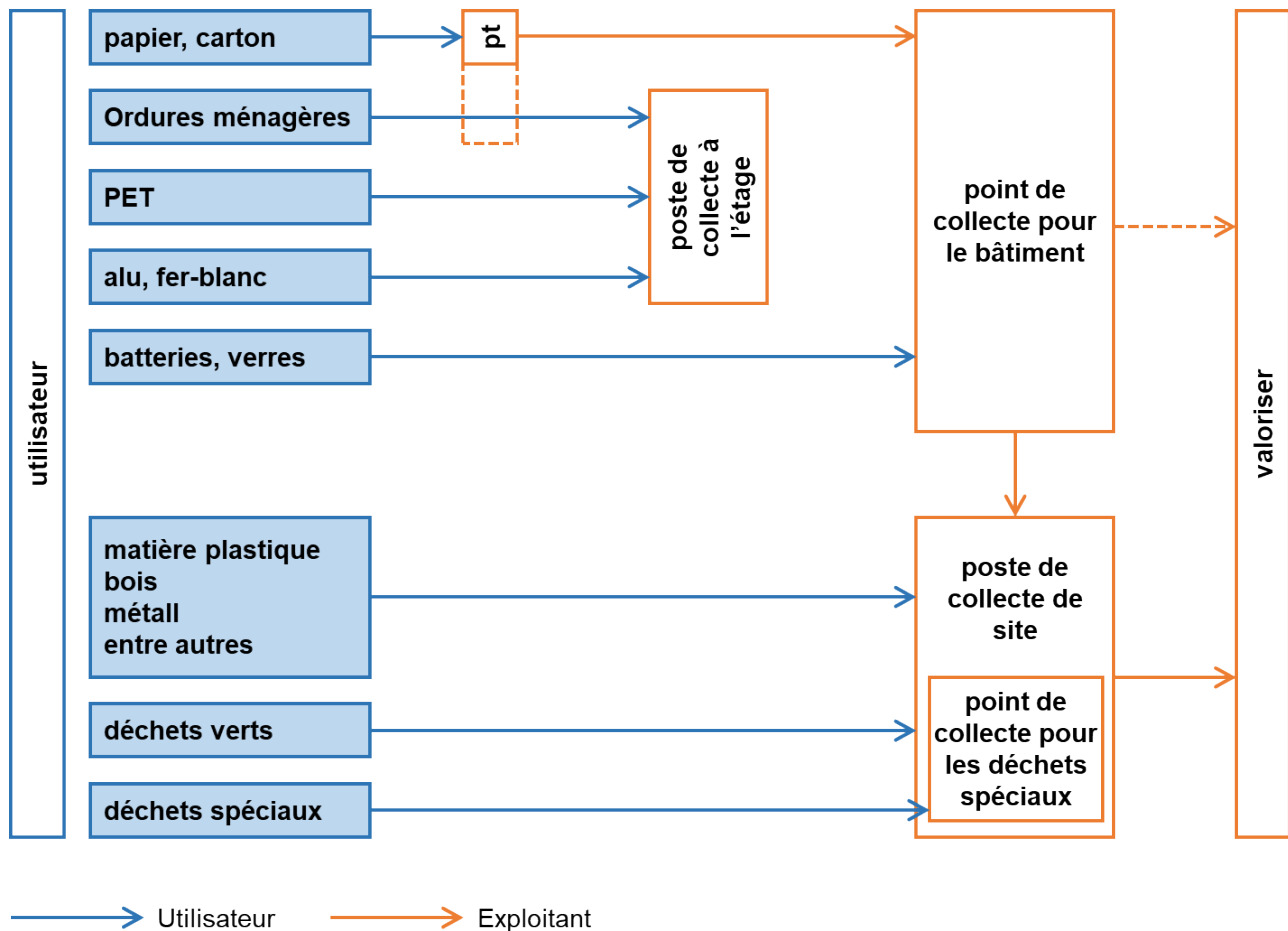 utilisateur
papier, carton
pt
Ordures ménagères
PET
alu, fer-blanc
batteries, verres
poste de
collecte à
l'étage
point de
collecte pour
le bâtiment
valoriser
matière plastique
bois
métall
entre autres
déchets verts
déchets spéciaux
poste de
collecte de
site
point de
collecte pour
les déchets
spéciaux
Utilisateur
Exploitant